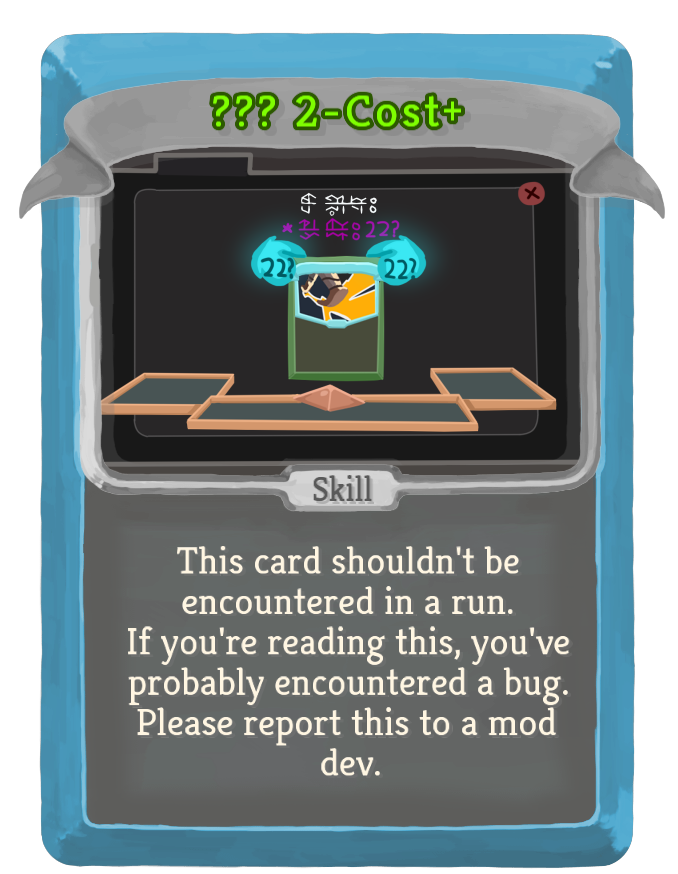 ??? 2-Cost+
22?
22?
22?
Skill
This card shouldn't be
encountered in a run.
If you're reading this, you've
probably encountered a bug.
Please report this to a mod
dev.